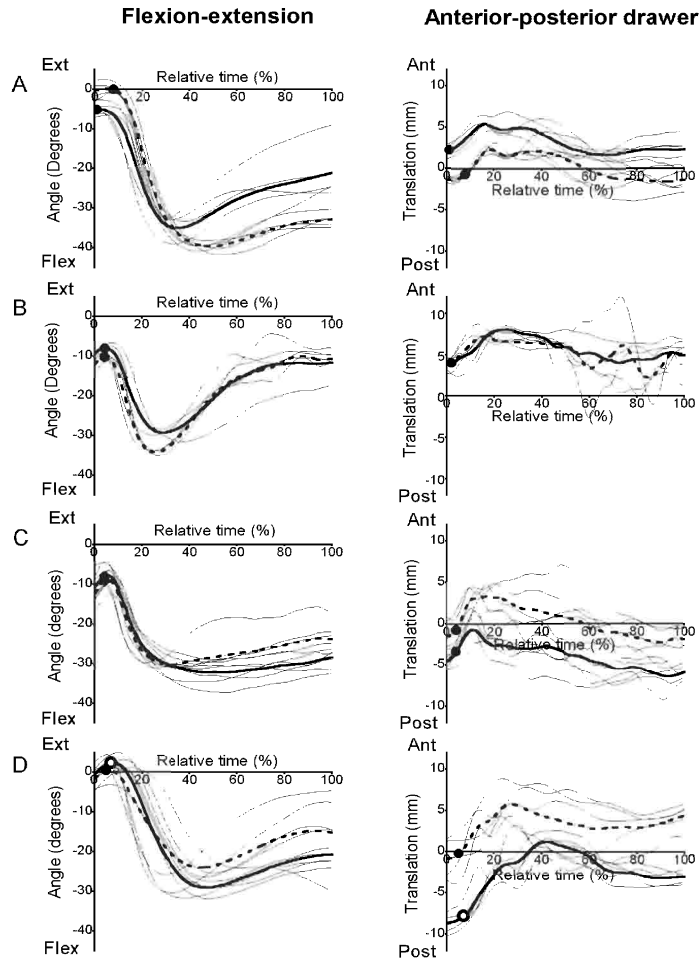 Flexion-extension Anterior-posterior drawer
A Ext Ant
Relative time (%)
0 20 40 60 80 100
-10
-20
-30
-40
Angle (Degrees)
Flex
10
5
0
-5
-10
0 20 40 60 80 100
Relative time (%)
Translation (mm)
Post
B Ext Ant
Relative time (%)
0 20 40 60 80 100
-10
-20
-30
-40
Angle (Degrees)
Flex
10
5
0
-5
-10
0 20 40 60 80 100
Relative time (%)
Translation (mm)
Post
C Ext Ant
Relative time (%)
0 20 40 60 80 100
-10
-20
-30
-40
Angle (degrees)
Flex
10
5
0
-5
-10
0 20 40 60 80 100
Relative time (%)
Translation (mm)
Post
D Ext Ant
Relative time (%)
0 20 40 60 80 100
0
-10
-20
-30
-40
Angle (degrees)
Flex
10
5
0
-5
-10
0 20 40 60 80 100
Relative time (%)
Translation (mm)
Post